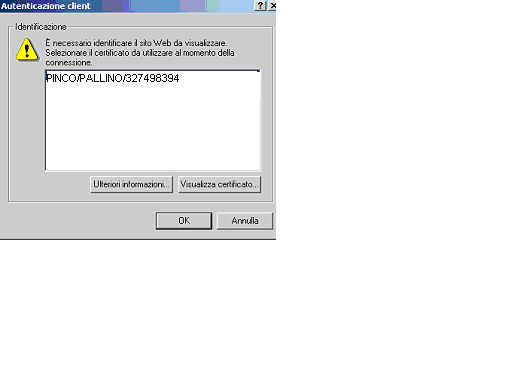 Autenticazione client
Identificazione
È necessario identificare il sito Web da visualizzare.
Selezionare il certificato da utilizzare al momento della
connessione.
PINCO/PALLINO/327498394
Ulteriori informazioni... Visualizza certificato...
OK Annulla